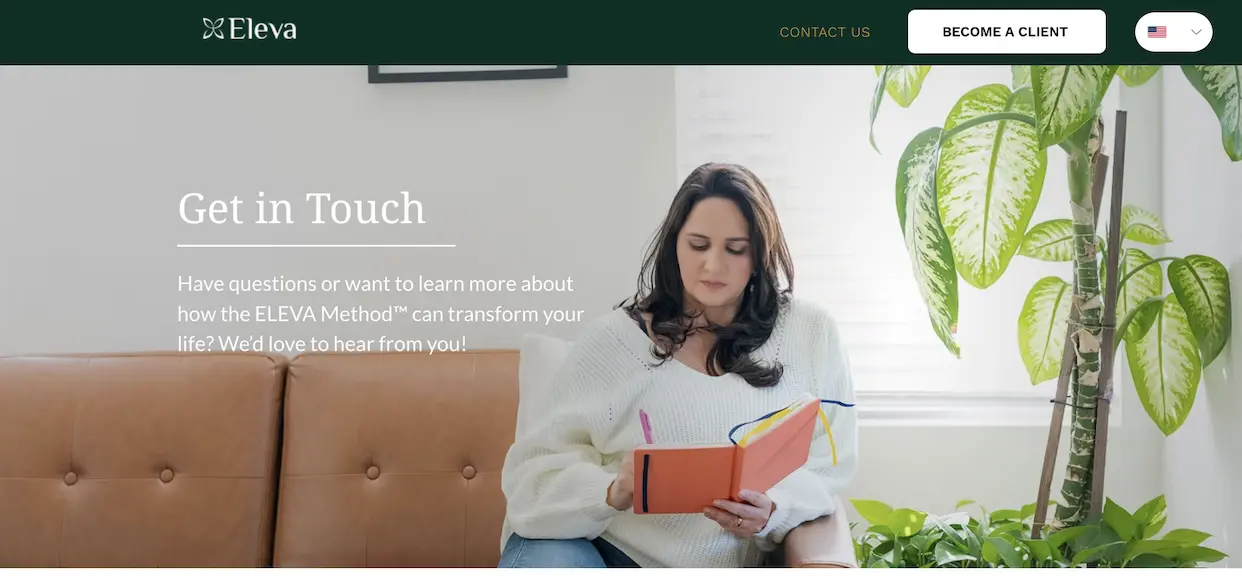 Eleva
CONTACT US
BECOME A CLIENT
Get in Touch
Have questions or want to learn more about
how the ELEVA Method™ can transform your
life? We’d love to hear from you!